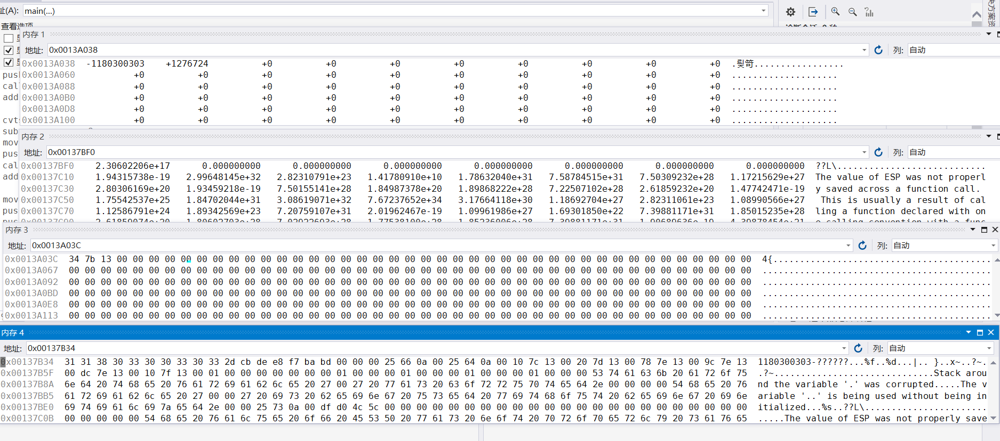 址(A): main(...)
查看选项
内存 1
地址: 0x0013A038 列: 自动
0x0013A038 -1180300303 +1276724 +0 +0 +0 +0 +0 +0 +0 +0
0x0013A060 +0 +0 +0 +0 +0 +0 +0 +0 +0 +0 ....................
0x0013A088 +0 +0 +0 +0 +0 +0 +0 +0 +0 +0 ....................
0x0013A0B0 +0 +0 +0 +0 +0 +0 +0 +0 +0 +0 ....................
0x0013A0D8 +0 +0 +0 +0 +0 +0 +0 +0 +0 +0 ....................
0x0013A100 +0 +0 +0 +0 +0 +0 +0 +0 +0 +0 ....................
add
sub
mov
内存 2
地址: 0x00137BF0 列: 自动
0x00137BF0 2.30602206e+17 0.000000000 0.000000000 0.000000000 0.000000000 0.000000000 0.000000000 0.000000000 ??L\............................
0x00137C10 1.94315738e-19 2.99648145e+32 2.82310791e+23 1.41780910e+10 1.78632040e+31 7.58784515e+31 7.50309232e+28 1.17215629e+27 The value of ESP was not properl
0x00137C30 2.80306169e+20 1.93459218e-19 7.50155141e+28 1.84987378e+20 1.89868222e+28 7.22507102e+28 2.61859232e+20 1.47742471e-19 y saved across a function call.
0x00137C50 1.75542537e+25 1.84702044e+31 3.08619071e+32 7.67237652e+34 3.17664118e+30 1.18692704e+27 2.82311061e+23 1.08990566e+27 This is usually a result of cal
0x00137C70 1.12586791e+24 1.89342569e+23 7.20759107e+31 2.01962467e-19 1.09961986e+27 1.69301850e+22 7.39881171e+31 1.85015235e+28 ling a function declared with on
add
mov
内存 3
地址: 0x0013A03C 列: 自动
0x0013A03C 34 7b 13 00 00 00 00 00 00 00 00 00 00 00 00 00 00 00 00 00 00 00 00 00 00 00 00 00 00 00 00 00 00 00 00 00 00 00 00 00 00 00 00 4{.........................................
0x0013A067 00 00 00 00 00 00 00 00 00 00 00 00 00 00 00 00 00 00 00 00 00 00 00 00 00 00 00 00 00 00 00 00 00 00 00 00 00 00 00 00 00 00 00 ...........................................
0x0013A092 00 00 00 00 00 00 00 00 00 00 00 00 00 00 00 00 00 00 00 00 00 00 00 00 00 00 00 00 00 00 00 00 00 00 00 00 00 00 00 00 00 00 00 ...........................................
0x0013A0BD 00 00 00 00 00 00 00 00 00 00 00 00 00 00 00 00 00 00 00 00 00 00 00 00 00 00 00 00 00 00 00 00 00 00 00 00 00 00 00 00 00 00 00 ...........................................
0x0013A0E8 00 00 00 00 00 00 00 00 00 00 00 00 00 00 00 00 00 00 00 00 00 00 00 00 00 00 00 00 00 00 00 00 00 00 00 00 00 00 00 00 00 00 00 ...........................................
0x0013A113 00 00 00 00 00 00 00 00 00 00 00 00 00 00 00 00 00 00 00 00 00 00 00 00 00 00 00 00 00 00 00 00 00 00 00 00 00 00 00 00 00 00 00 ...........................................
内存 4
地址: 0x00137B34 列: 自动
0x00137B34 31 31 38 30 33 30 30 33 30 33 2d cb de e8 f7 ba bd 00 00 00 25 66 0a 00 25 64 0a 00 10 7c 13 00 20 7d 13 00 78 7e 13 00 9c 7e 13 1180300303-??????...%f..%d...|.. }..x~..?~.
0x00137B5F 00 dc 7e 13 00 10 7f 13 00 01 00 00 00 00 00 00 00 01 00 00 00 01 00 00 00 01 00 00 00 01 00 00 00 53 74 61 63 6b 20 61 72 6f 75 .?~..............................Stack arou
0x00137B8A 6e 64 20 74 68 65 20 76 61 72 69 61 62 6c 65 20 27 00 27 20 77 61 73 20 63 6f 72 72 75 70 74 65 64 2e 00 00 00 00 54 68 65 20 76 nd the variable '.' was corrupted.....The v
0x00137BB5 61 72 69 61 62 6c 65 20 27 00 00 27 20 69 73 20 62 65 69 6e 67 20 75 73 65 64 20 77 69 74 68 6f 75 74 20 62 65 69 6e 67 20 69 6e ariable '..' is being used without being in
0x00137BE0 69 74 69 61 6c 69 7a 65 64 2e 00 00 25 73 0a 00 df d0 4c 5c 00 00 00 00 00 00 00 00 00 00 00 00 00 00 00 00 00 00 00 00 00 00 00 itialized...%s..??L\.......................
0x00137C0B 00 00 00 00 00 54 68 65 20 76 61 6c 75 65 20 6f 66 20 45 53 50 20 77 61 73 20 6e 6f 74 20 70 72 6f 70 65 72 6c 79 20 73 61 76 65 .....The value of ESP was not properly save